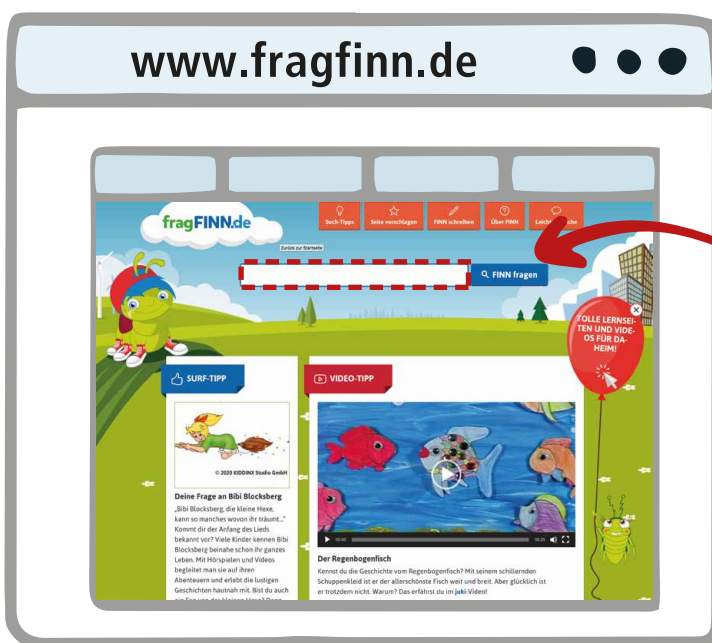 www.fragfinn.de
fragFINN.de
Such-Tipps
Seite vorschlagen
FINN schreiben
Über FINN
Zurück zur Startseite
FINN fragen
TOLLE LERNSEI-
TEN UND VIDE-
OS FÜR DA-
HEIM!
SURF-TIPP
© 2020 KIDDINX Studio GmbH
Deine Frage an Bibi Blocksberg
„Bibi Blocksberg, die kleine Hexe,
kann so manches wovon ihr träumt..."
Kommt dir der Anfang des Lieds
bekannt vor? Viele Kinder kennen Bibi
Blocksberg beinahe schon ihr ganzes
Leben. Mit Hörspielen und Videos
begleitet man sie auf ihren
Abenteuern und erlebt die lustigen
Geschichten hautnah mit. Bist du auch
VIDEO-TIPP
00:00
Der Regenbogenfisch
Kennst du die Geschichte vom Regenbogenfisch? Mit seinem schillernden
Schuppenkleid ist er der allerschönste Fisch weit und breit. Aber glücklich ist
er trotzdem nicht. Warum? Das erfährst du im juki-Video!